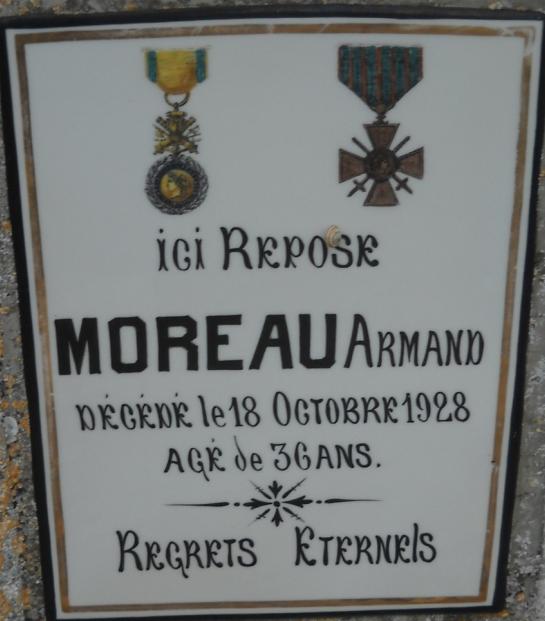 ici REPOSE
MOREAU ARMAND
DÉCÉDÉ le 18 OCTOBRE 1928
AGÉ de 36 ANS.
REGRETS ETERNELS